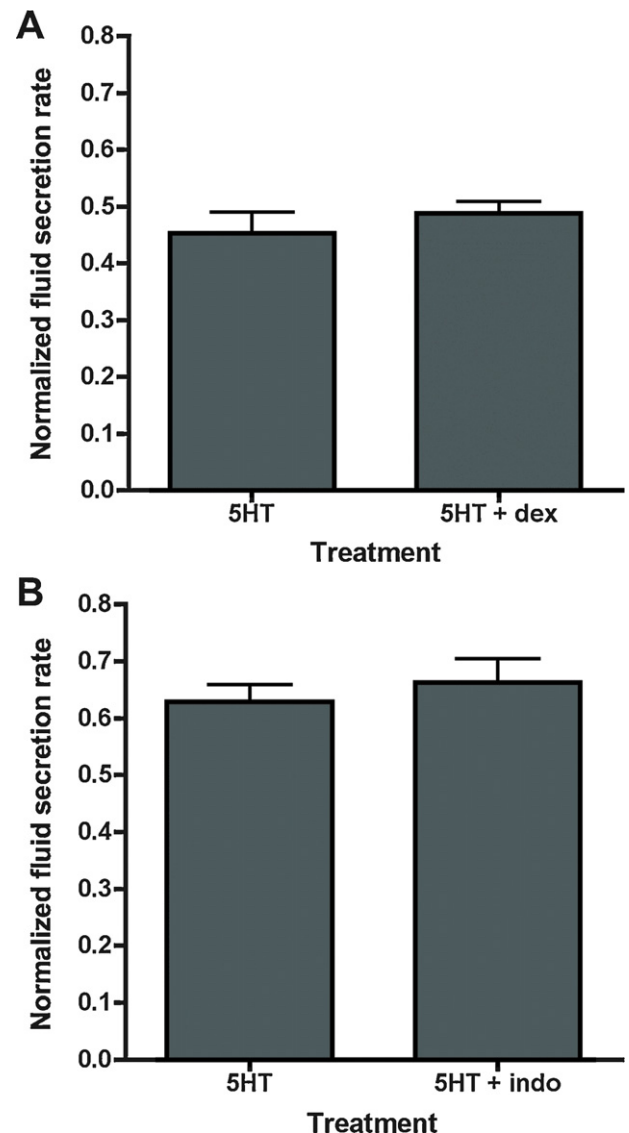 A
Normalized fluid secretion rate
0.8
0.7
0.6
0.5
0.4
0.3
0.2
0.1
0.0
5HT
5HT + dex
Treatment
B
Normalized fluid secretion rate
0.8
0.7
0.6
0.5
0.4
0.3
0.2
0.1
0.0
5HT
5HT + indo
Treatment